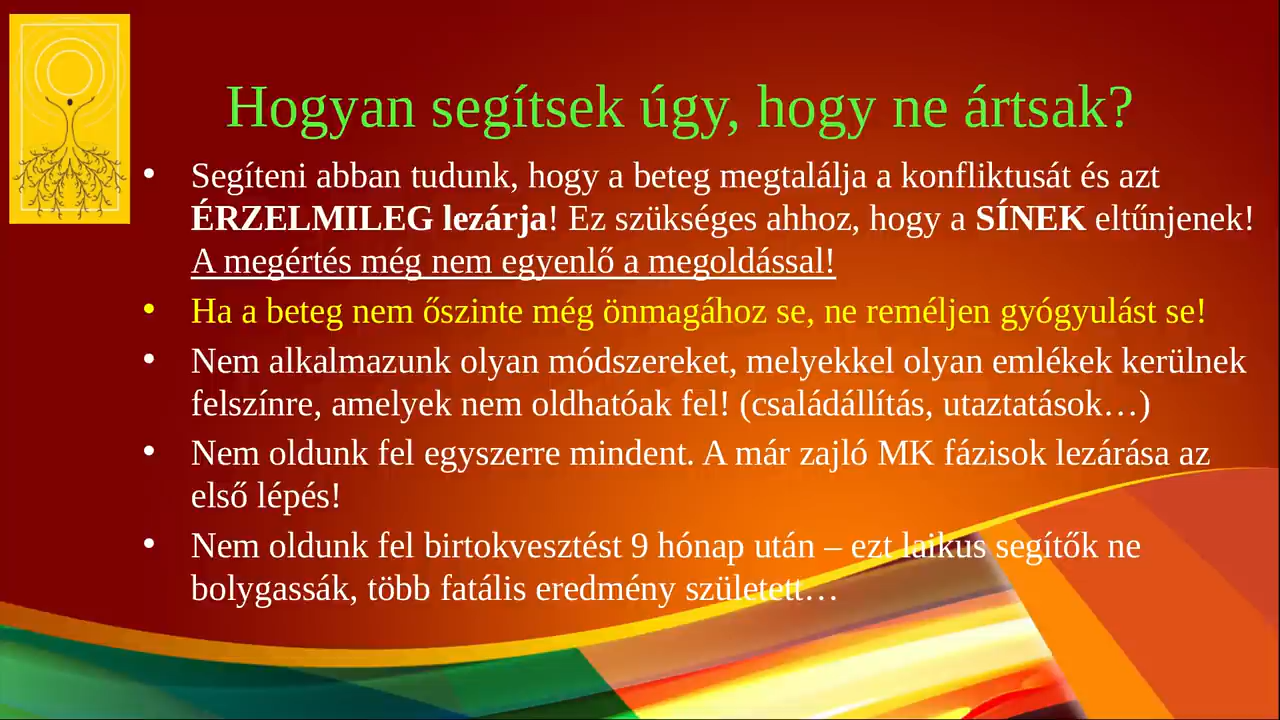 Hogyan segítsek úgy, hogy ne ártsak?
• Segíteni abban tudunk, hogy a beteg megtalálja a konfliktusát és azt
ÉRZELMILEG lezárja! Ez szükséges ahhoz, hogy a SÍNEK eltűnjenek!
A megértés még nem egyenlő a megoldással!
• Ha a beteg nem őszinte még önmagához se, ne reméljen gyógyulást se!
• Nem alkalmazunk olyan módszereket, melyekkel olyan emlékek kerülnek
felszínre, amelyek nem oldhatóak fel! (családállítás, utaztatások…)
• Nem oldunk fel egyszerre mindent. A már zajló MK fázisok lezárása az
első lépés!
• Nem oldunk fel birtokvesztést 9 hónap után – ezt laikus segítők ne
bolygassák, több fatális eredmény született…